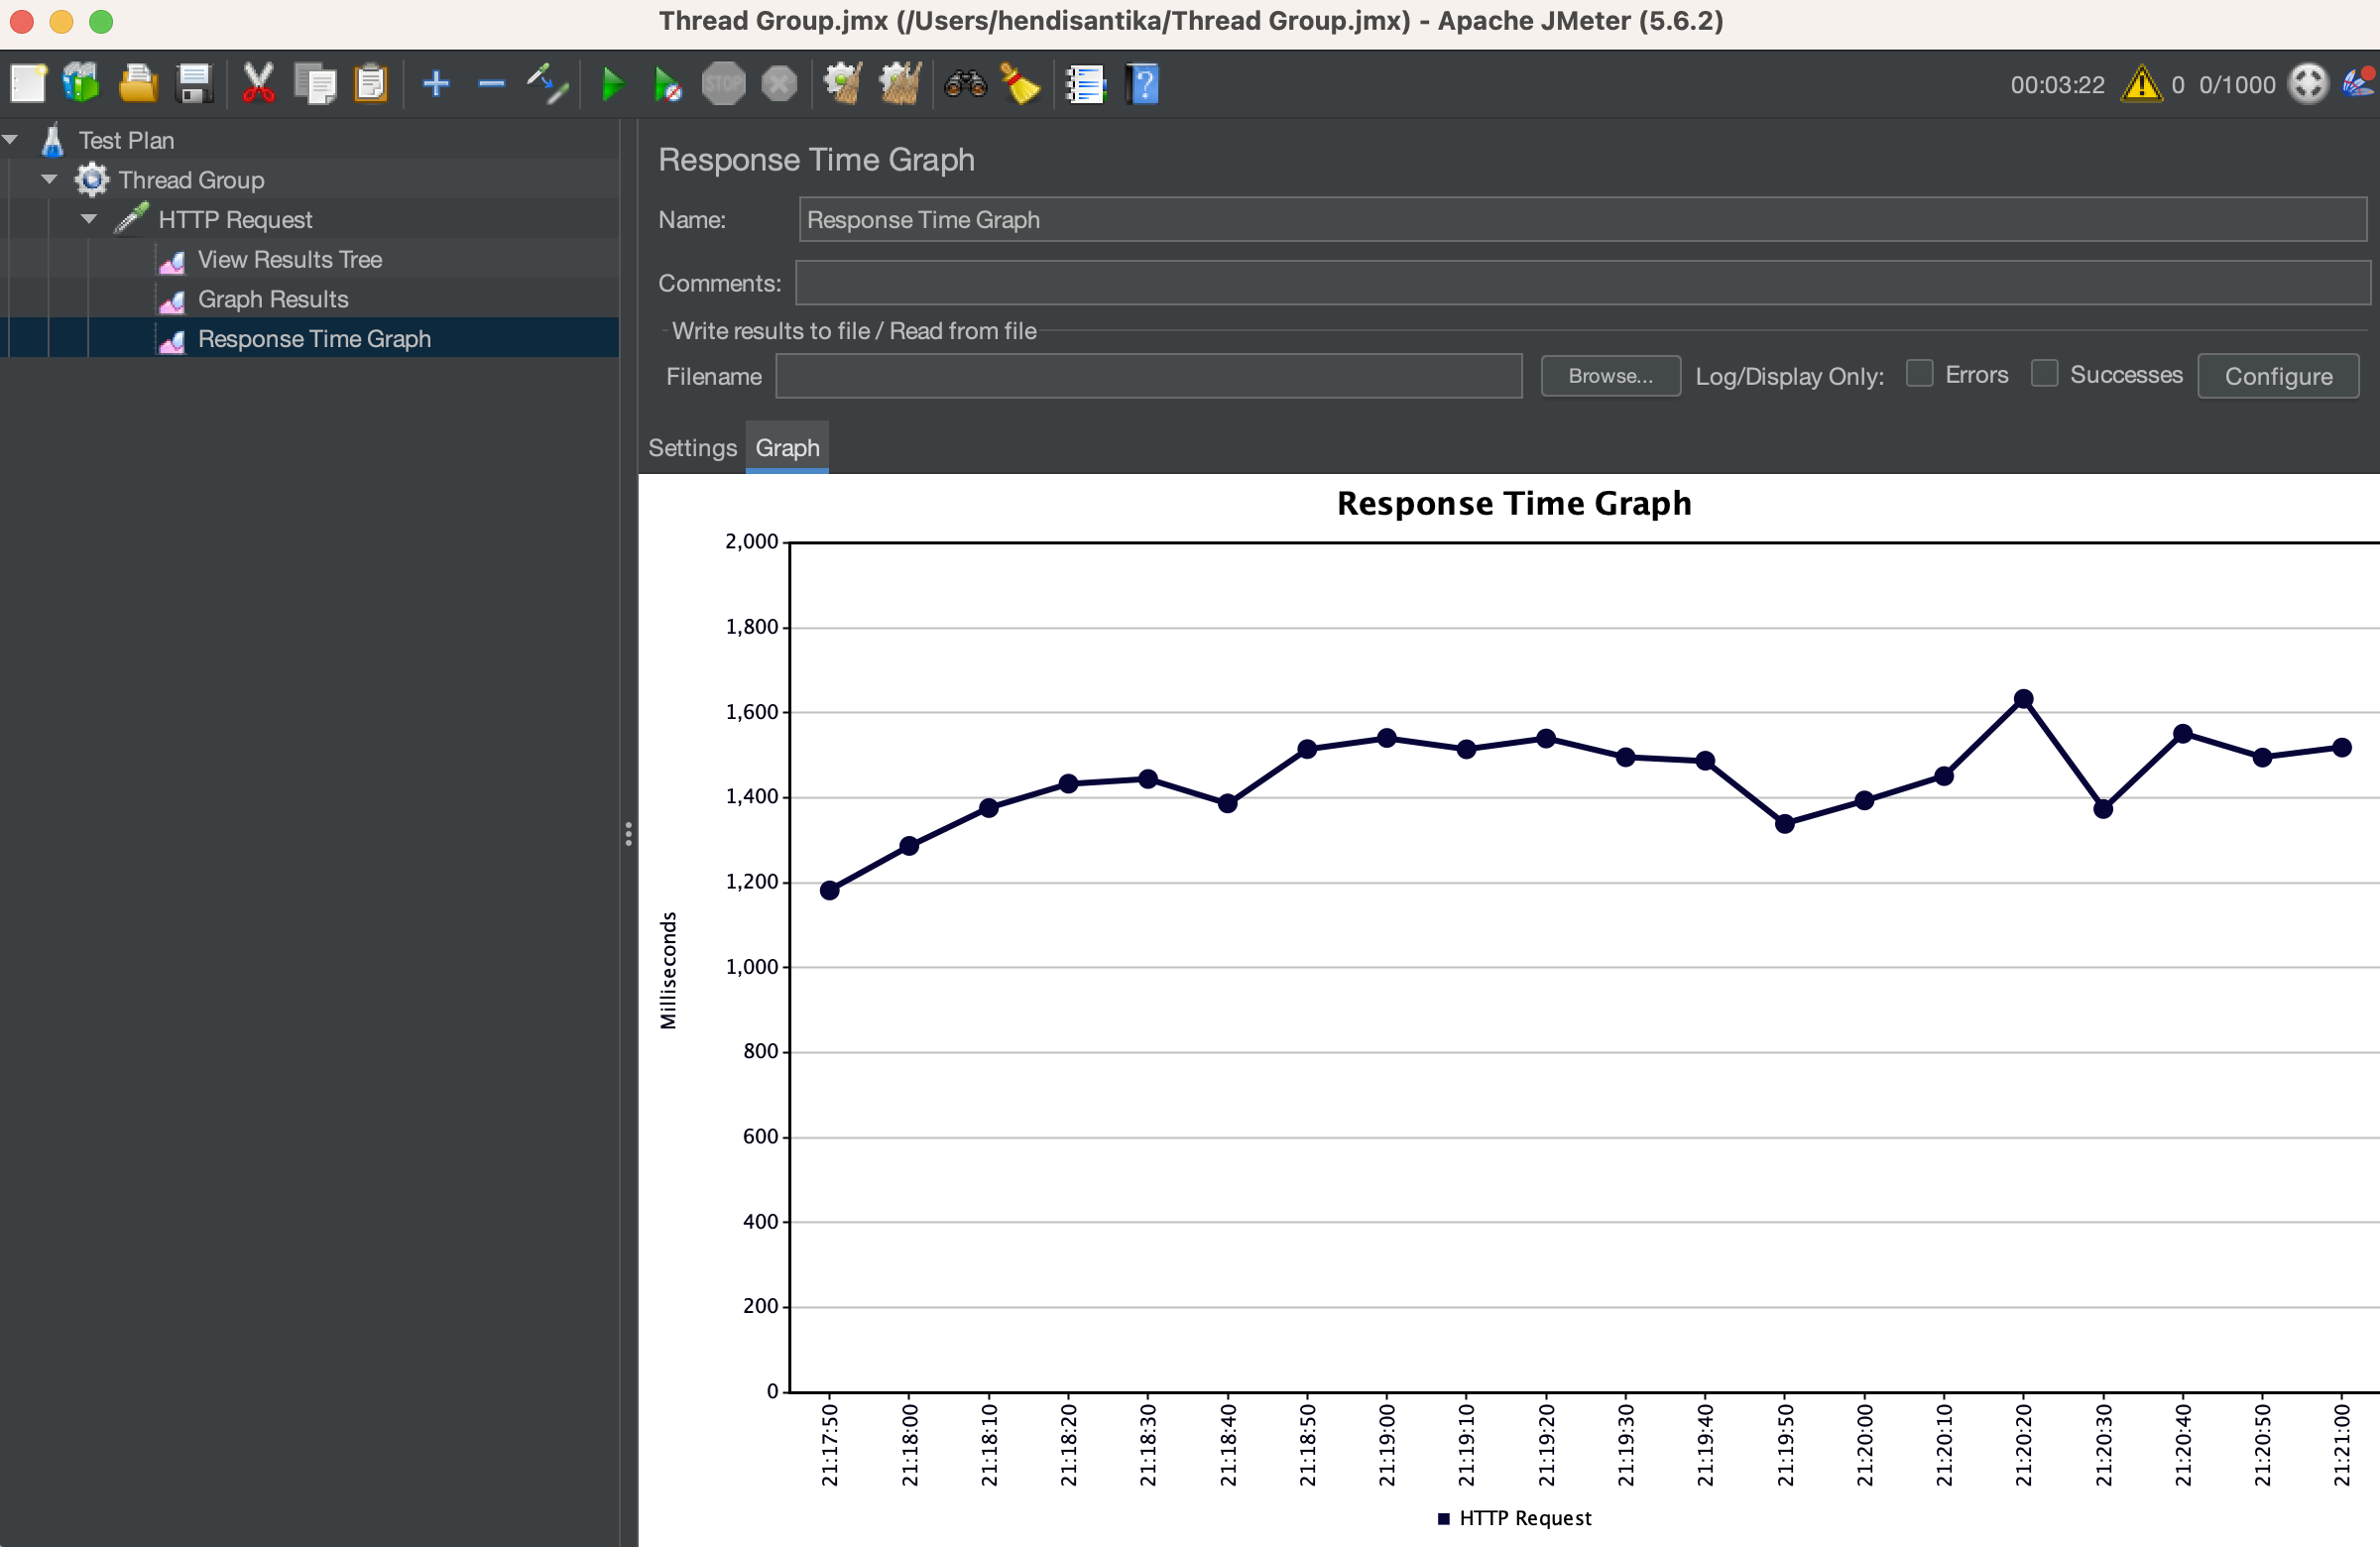 Thread Group.jmx (/Users/hendisantika/Thread Group.jmx) - Apache JMeter (5.6.2)
STOP
00:03:22 0 0/1000
Test Plan
Thread Group
HTTP Request
View Results Tree
Graph Results
Response Time Graph
Response Time Graph
Name: Response Time Graph
Comments:
Write results to file / Read from file
Filename Browse... Log/Display Only: Errors Successes Configure
Settings Graph
Response Time Graph
2,000
1,800
1,600
1,400
1,200
1,000
800
600
400
200
0
Milliseconds
21:17:50
21:18:00
21:18:10
21:18:20
21:18:30
21:18:40
21:18:50
21:19:00
21:19:10
21:19:20
21:19:30
21:19:40
21:19:50
21:20:00
21:20:10
21:20:20
21:20:30
21:20:40
21:20:50
21:21:00
HTTP Request